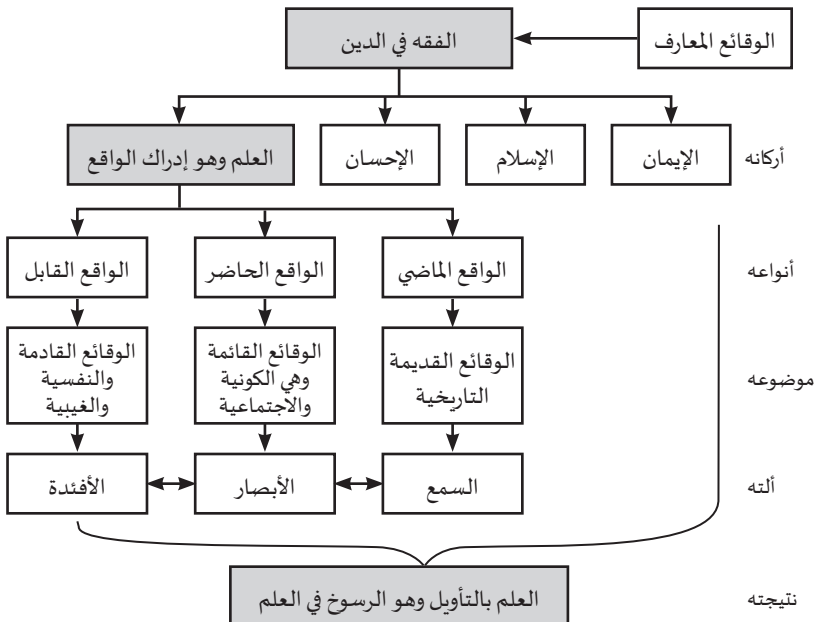 الوقائع المعارف
الفقه في الدين
أركانه
الإيمان
الإسلام
الإحسان
العلم وهو إدراك الواقع
أنواعه
الواقع الماضي
الواقع الحاضر
الواقع القابل
موضوعه
الوقائع القديمة
التاريخية
الوقائع القائمة
وهي الكونية
والاجتماعية
الوقائع القادمة
والنفسية
والغيبية
ألته
السمع
الأبصار
الأفئدة
نتيجته
العلم بالتأويل وهو الرسوخ في العلم